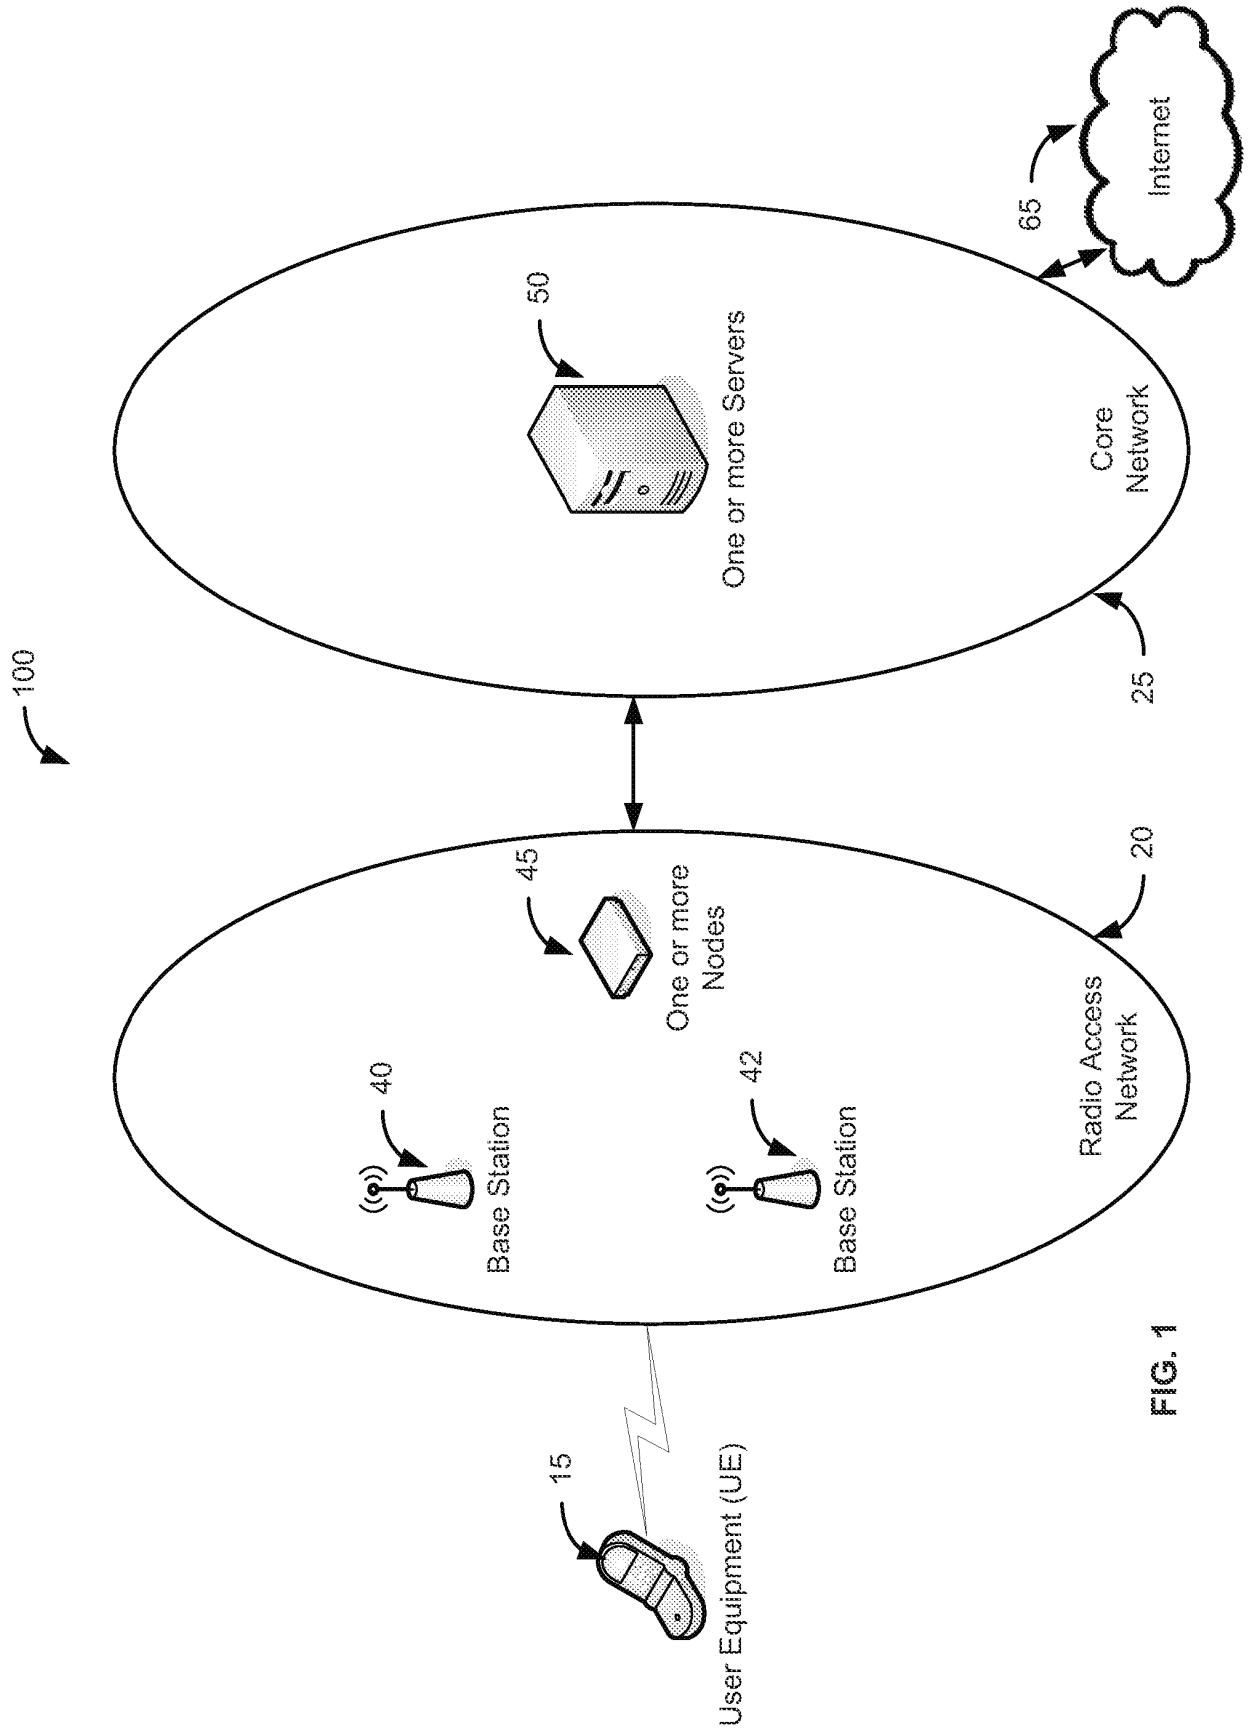 100
15
User Equipment (UE)
40
Base Station
42
Base Station
45
One or more
Nodes
Radio Access
Network
20
50
One or more Servers
Core
Network
25
65
Internet
FIG. 1